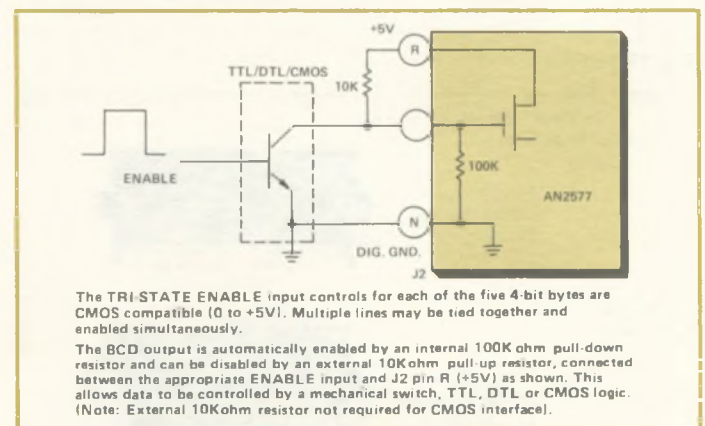 +5V
R
TTL/DTL/CMOS
10K
ENABLE
100K
AN2577
N
DIG. GND.
J2
The TRI-STATE ENABLE input controls for each of the five 4-bit bytes are
CMOS compatible (0 to +5V). Multiple lines may be tied together and
enabled simultaneously.
The BCD output is automatically enabled by an internal 100K ohm pull-down
resistor and can be disabled by an external 10Kohm pull-up resistor, connected
between the appropriate ENABLE input and J2 pin R (+5V) as shown. This
allows data to be controlled by a mechanical switch, TTL, DTL or CMOS logic.
(Note: External 10Kohm resistor not required for CMOS interface).